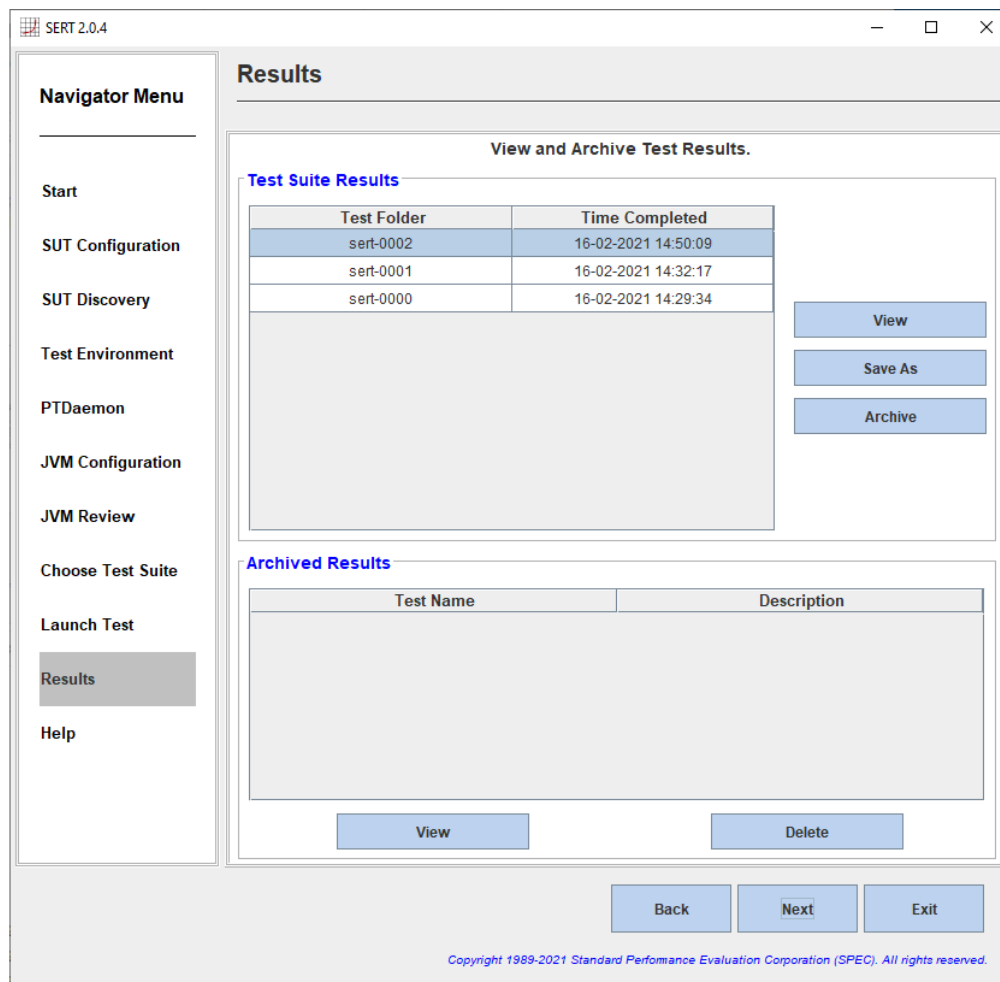 SERT 2.0.4
Navigator Menu
Start
SUT Configuration
SUT Discovery
Test Environment
PTDaemon
JVM Configuration
JVM Review
Choose Test Suite
Launch Test
Results
Help
Results
View and Archive Test Results.
Test Suite Results
Test Folder Time Completed
sert-0002 16-02-2021 14:50:09
sert-0001 16-02-2021 14:32:17
sert-0000 16-02-2021 14:29:34
View
Save As
Archive
Archived Results
Test Name Description
View Delete
Back Next Exit
Copyright 1989-2021 Standard Performance Evaluation Corporation (SPEC). All rights reserved.